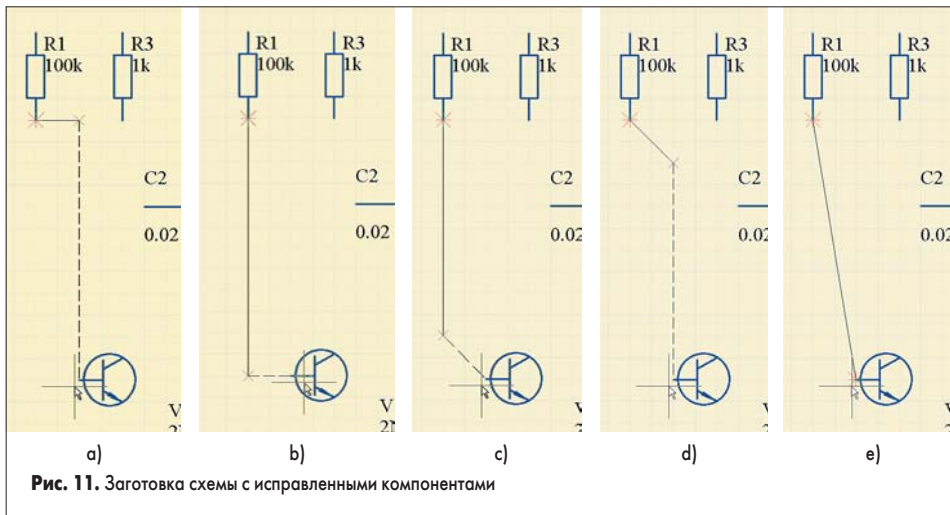 R1 R3
100k 1k
C2
0.02
V
R1 R3
100k 1k
C2
0.02
V
R1 R3
100k 1k
C2
0.02
R1 R3
100k 1k
C2
0.02
R1 R3
100k 1k
C2
0.02
a) b) c) d) e)
Рис. 11. Заготовка схемы с исправленными компонентами